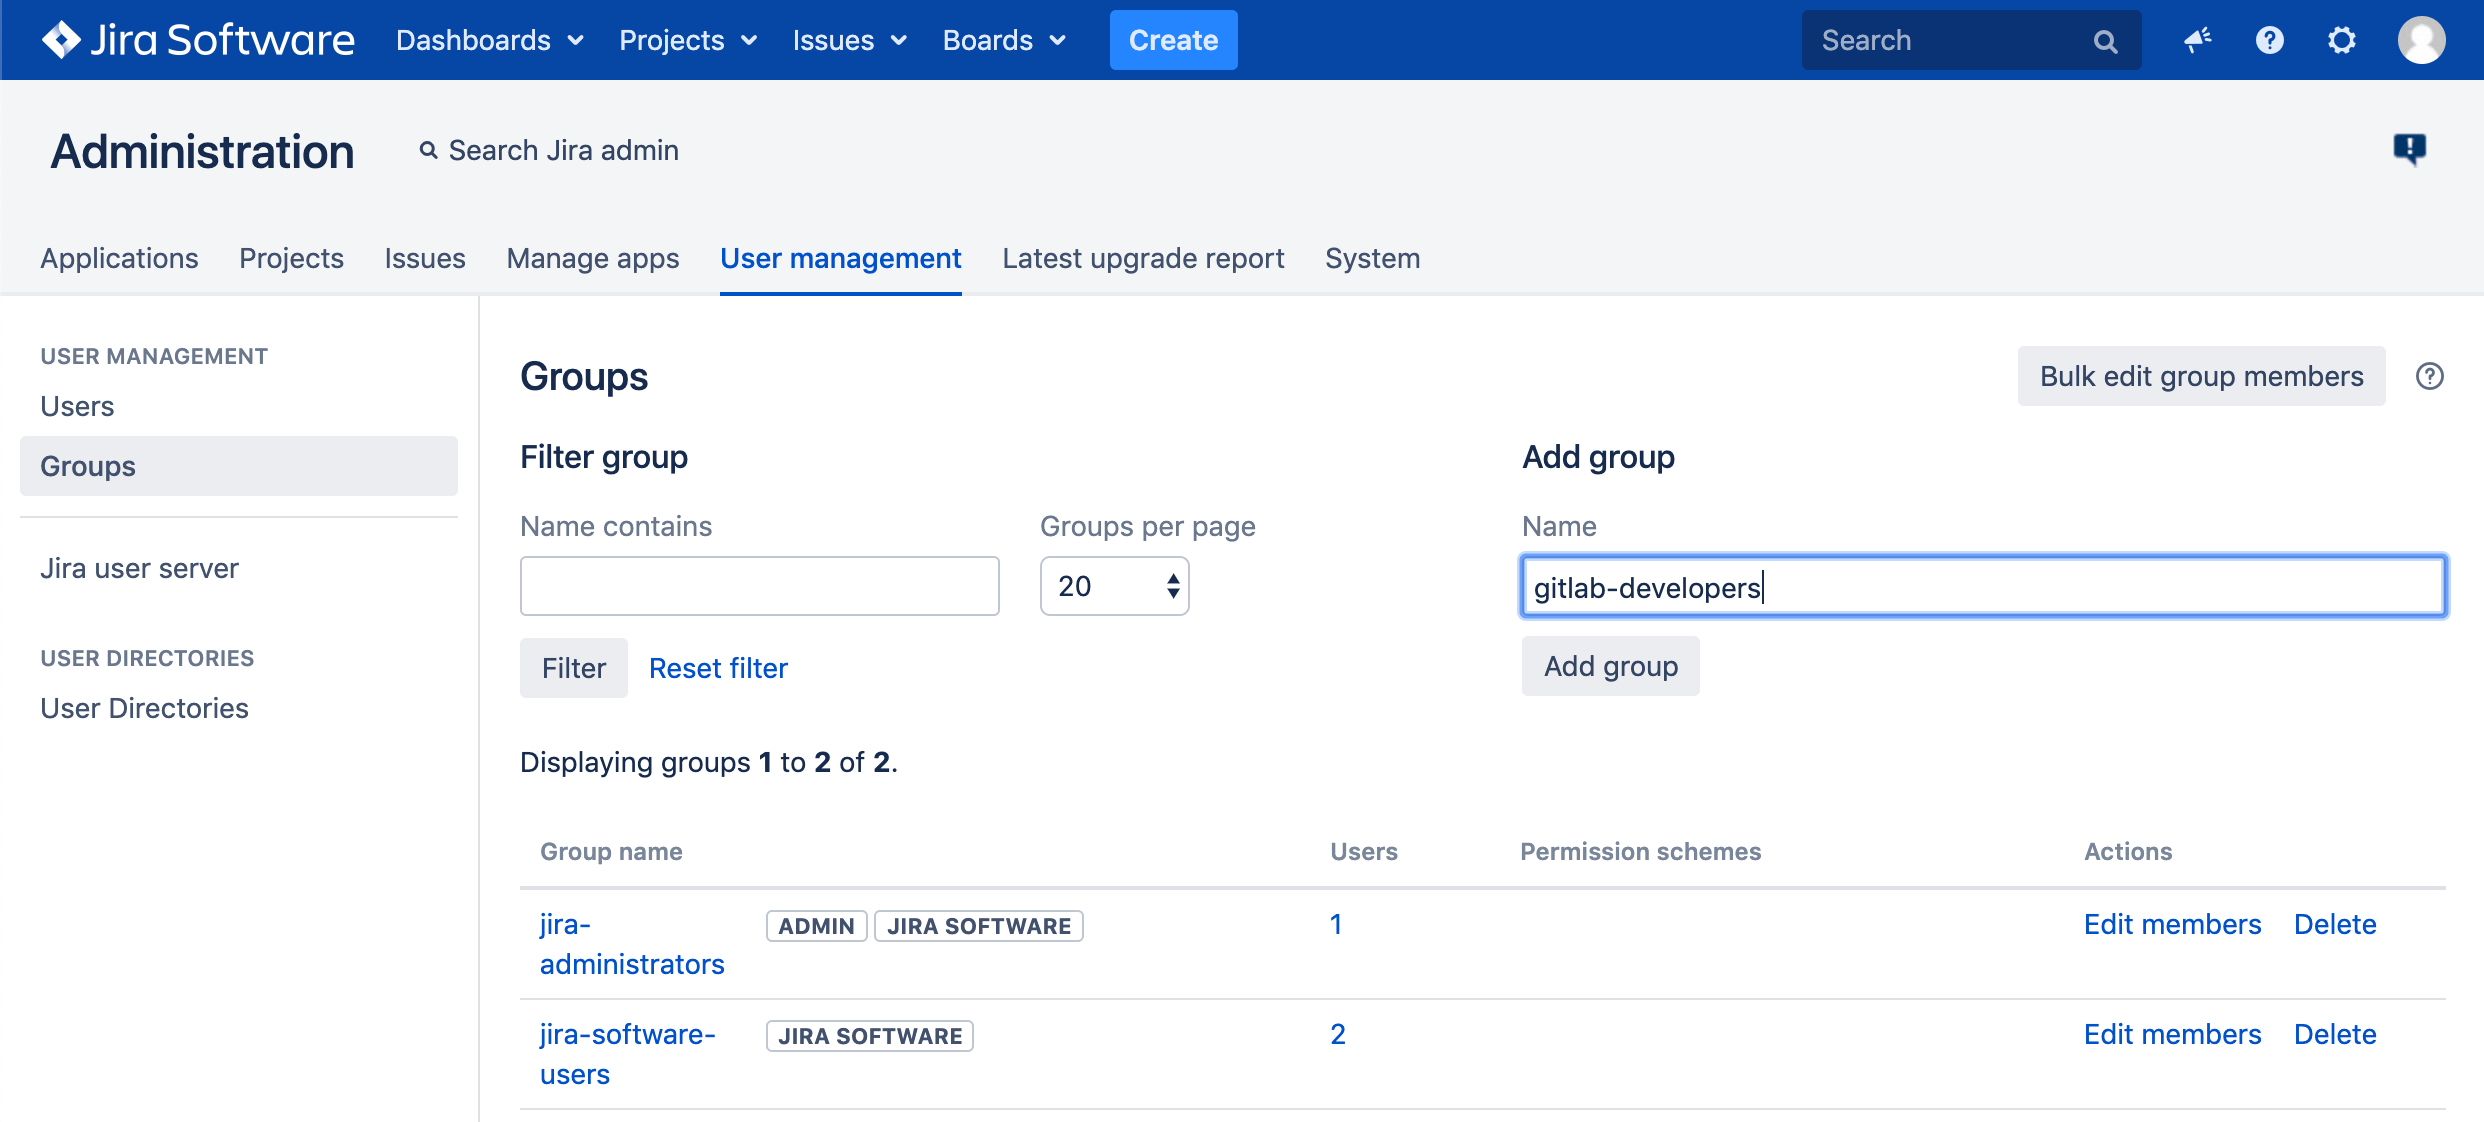 Jira Software Dashboards Projects Issues Boards Create Search
Administration Search Jira admin
Applications Projects Issues Manage apps User management Latest upgrade report System
USER MANAGEMENT
Users
Groups
Jira user server
USER DIRECTORIES
User Directories
Groups
Bulk edit group members
Filter group
Name contains
Groups per page
20
Filter Reset filter
Add group
Name
gitlab-developers
Add group
Displaying groups 1 to 2 of 2.
Group name Users Permission schemes Actions
jira-
administrators
ADMIN JIRA SOFTWARE
1
Edit members Delete
jira-software-
users
JIRA SOFTWARE
2
Edit members Delete